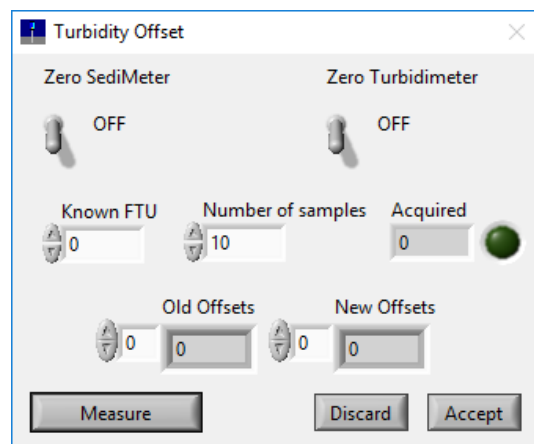 Turbidity Offset
Zero SediMeter Zero Turbidimeter
OFF OFF
Known FTU Number of samples Acquired
0 10 0
Old Offsets New Offsets
0 0 0 0
Measure Discard Accept